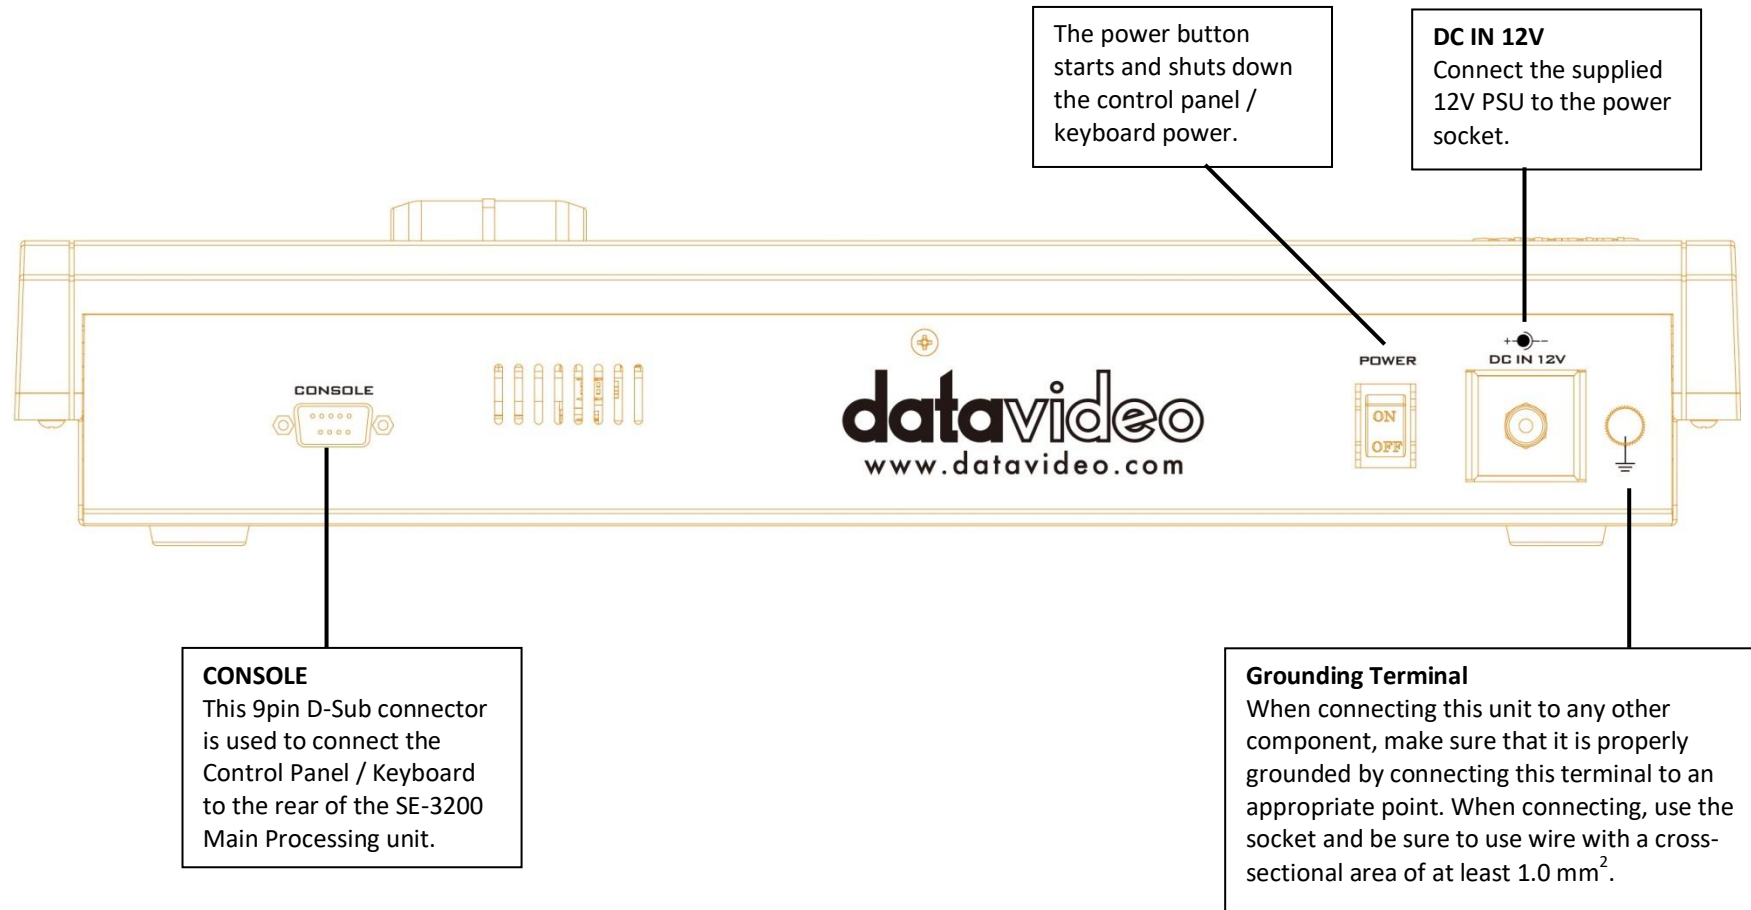 The power button
starts and shuts down
the control panel /
keyboard power.
DC IN 12V
Connect the supplied
12V PSU to the power
socket.
CONSOLE
datavideo
www.datavideo.com
POWER
ON
OFF
+ -
DC IN 12V
CONSOLE
This 9pin D-Sub connector
is used to connect the
Control Panel / Keyboard
to the rear of the SE-3200
Main Processing unit.
Grounding Terminal
When connecting this unit to any other
component, make sure that it is properly
grounded by connecting this terminal to an
appropriate point. When connecting, use the
socket and be sure to use wire with a cross-
sectional area of at least 1.0 mm².